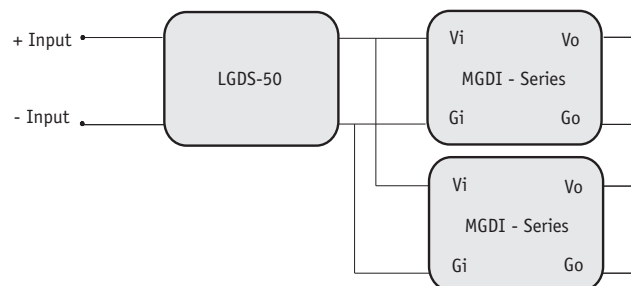 + Input
- Input
LGDS-50
Vi Vo
MGDI - Series
Gi Go
Vi Vo
MGDI - Series
Gi Go